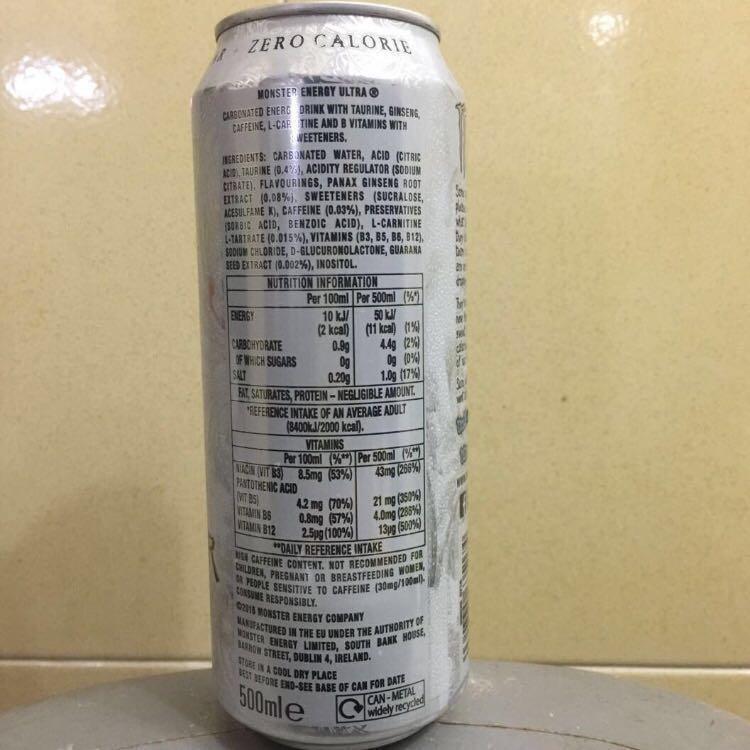 R · ZERO CALORIE
MONSTER ENERGY ULTRA ®
CARBONATED ENERGY DRINK WITH TAURINE, GINSENG,
CAFFEINE, L-CARNITINE AND B VITAMINS WITH
SWEETENERS.
INGREDIENTS: CARBONATED WATER, ACID (CITRIC
ACID), TAURINE (0.4%), ACIDITY REGULATOR (SODIUM
CITRATE), FLAVOURINGS, PANAX GINSENG ROOT
EXTRACT (0.08%), SWEETENERS (SUCRALOSE,
ACESULFAME K), CAFFEINE (0.03%), PRESERVATIVES
(SORBIC ACID, BENZOIC ACID), L-CARNITINE
L-TARTRATE (0.015%), VITAMINS (B3, B5, B6, B12),
SODIUM CHLORIDE, D-GLUCURONOLACTONE, GUARANA
SEED EXTRACT (0.002%), INOSITOL.
NUTRITION INFORMATION
Per 100ml Per 500ml (%*)
ENERGY 10 kJ/ 50 kJ/
(2 kcal) (11 kcal) (1%)
CARBOHYDRATE 0.9g 4.4g (2%)
OF WHICH SUGARS 0g 0g (0%)
SALT 0.20g 1.0g (17%)
FAT, SATURATES, PROTEIN – NEGLIGIBLE AMOUNT.
*REFERENCE INTAKE OF AN AVERAGE ADULT
(8400kJ/2000 kcal).
VITAMINS
Per 100ml (%**) Per 500ml (%**)
NIACIN (VIT B3) 8.5mg (53%) 43mg (266%)
PANTOTHENIC ACID
(VIT B5) 4.2 mg (70%) 21 mg (350%)
VITAMIN B6 0.8mg (57%) 4.0mg (286%)
VITAMIN B12 2.5µg (100%) 13µg (500%)
**DAILY REFERENCE INTAKE
HIGH CAFFEINE CONTENT. NOT RECOMMENDED FOR
CHILDREN, PREGNANT OR BREASTFEEDING WOMEN,
OR PEOPLE SENSITIVE TO CAFFEINE (30mg/100ml).
CONSUME RESPONSIBLY.
MONSTER ENERGY COMPANY
MANUFACTURED IN THE EU UNDER THE AUTHORITY OF
MONSTER ENERGY LIMITED, SOUTH BANK HOUSE,
BARROW STREET, DUBLIN 4, IRELAND.
STORE IN A COOL DRY PLACE
BEST BEFORE END-SEE BASE OF CAN FOR DATE
500ml e
CAN - METAL
widely recycled